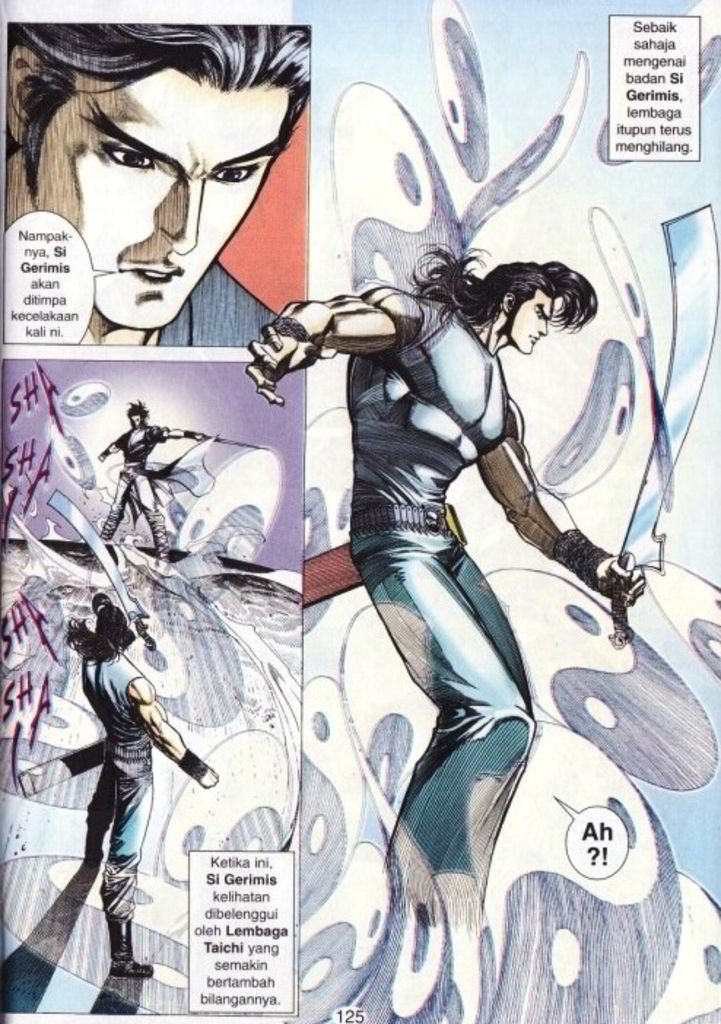 Nampak-
nya, Si
Gerimis
akan
ditimpa
kecelakaan
kali ni.
SHA
SHA
SHA
SHA
Ketika ini,
Si Gerimis
kelihatan
dibelenggui
oleh Lembaga
Taichi yang
semakin
bertambah
bilangannya.
Sebaik
sahaja
mengenai
badan Si
Gerimis,
lembaga
itupun terus
menghilang.
Ah
?!
125